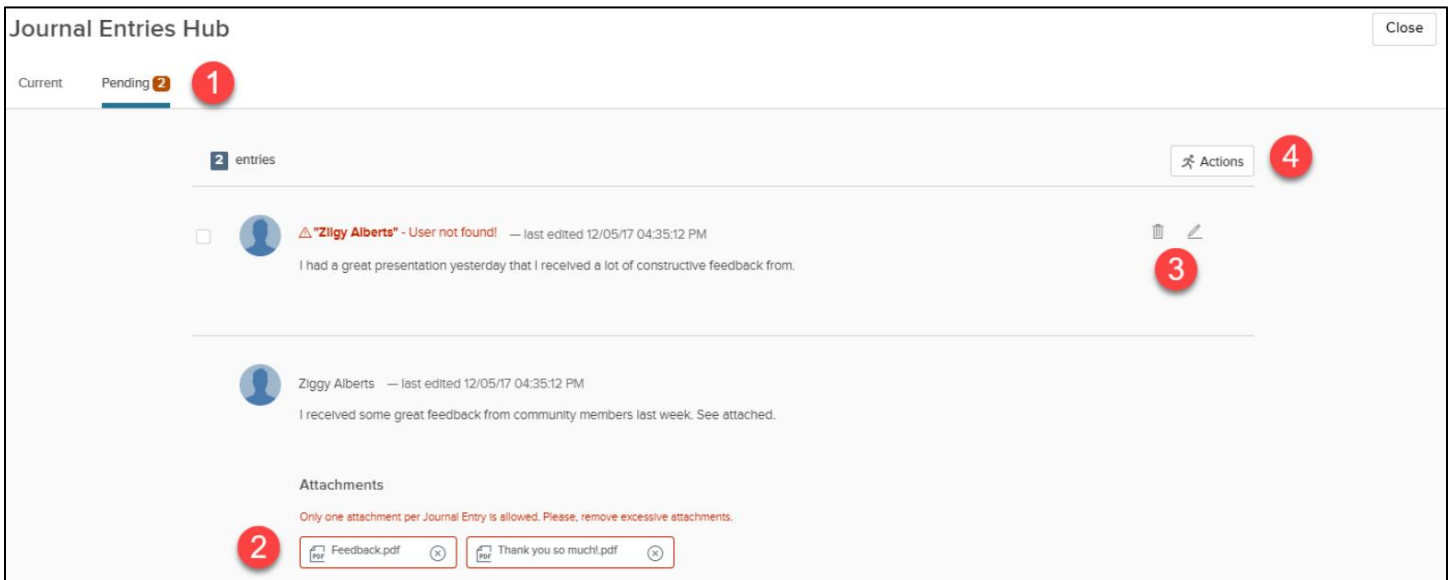 Journal Entries Hub
Close
Current Pending 2 1
2 entries
Actions 4
"Zilgy Alberts" - User not found! — last edited 12/05/17 04:35:12 PM
I had a great presentation yesterday that I received a lot of constructive feedback from.
3
Ziggy Alberts — last edited 12/05/17 04:35:12 PM
I received some great feedback from community members last week. See attached.
Attachments
Only one attachment per Journal Entry is allowed. Please, remove excessive attachments.
2 PDF Feedback.pdf PDF Thank you so much!.pdf